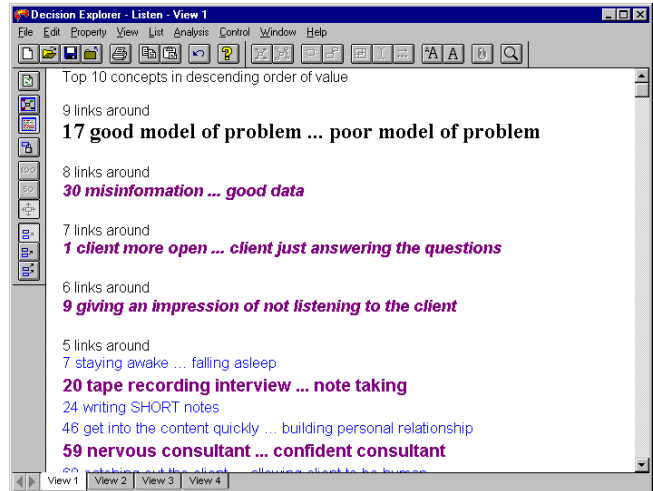 Decision Explorer - Listen - View 1
File Edit Property View List Analysis Control Window Help
Top 10 concepts in descending order of value
9 links around
17 good model of problem ... poor model of problem
8 links around
30 misinformation ... good data
7 links around
1 client more open ... client just answering the questions
6 links around
9 giving an impression of not listening to the client
5 links around
7 staying awake ... falling asleep
20 tape recording interview ... note taking
24 writing SHORT notes
46 get into the content quickly ... building personal relationship
59 nervous consultant ... confident consultant
View 1 View 2 View 3 View 4